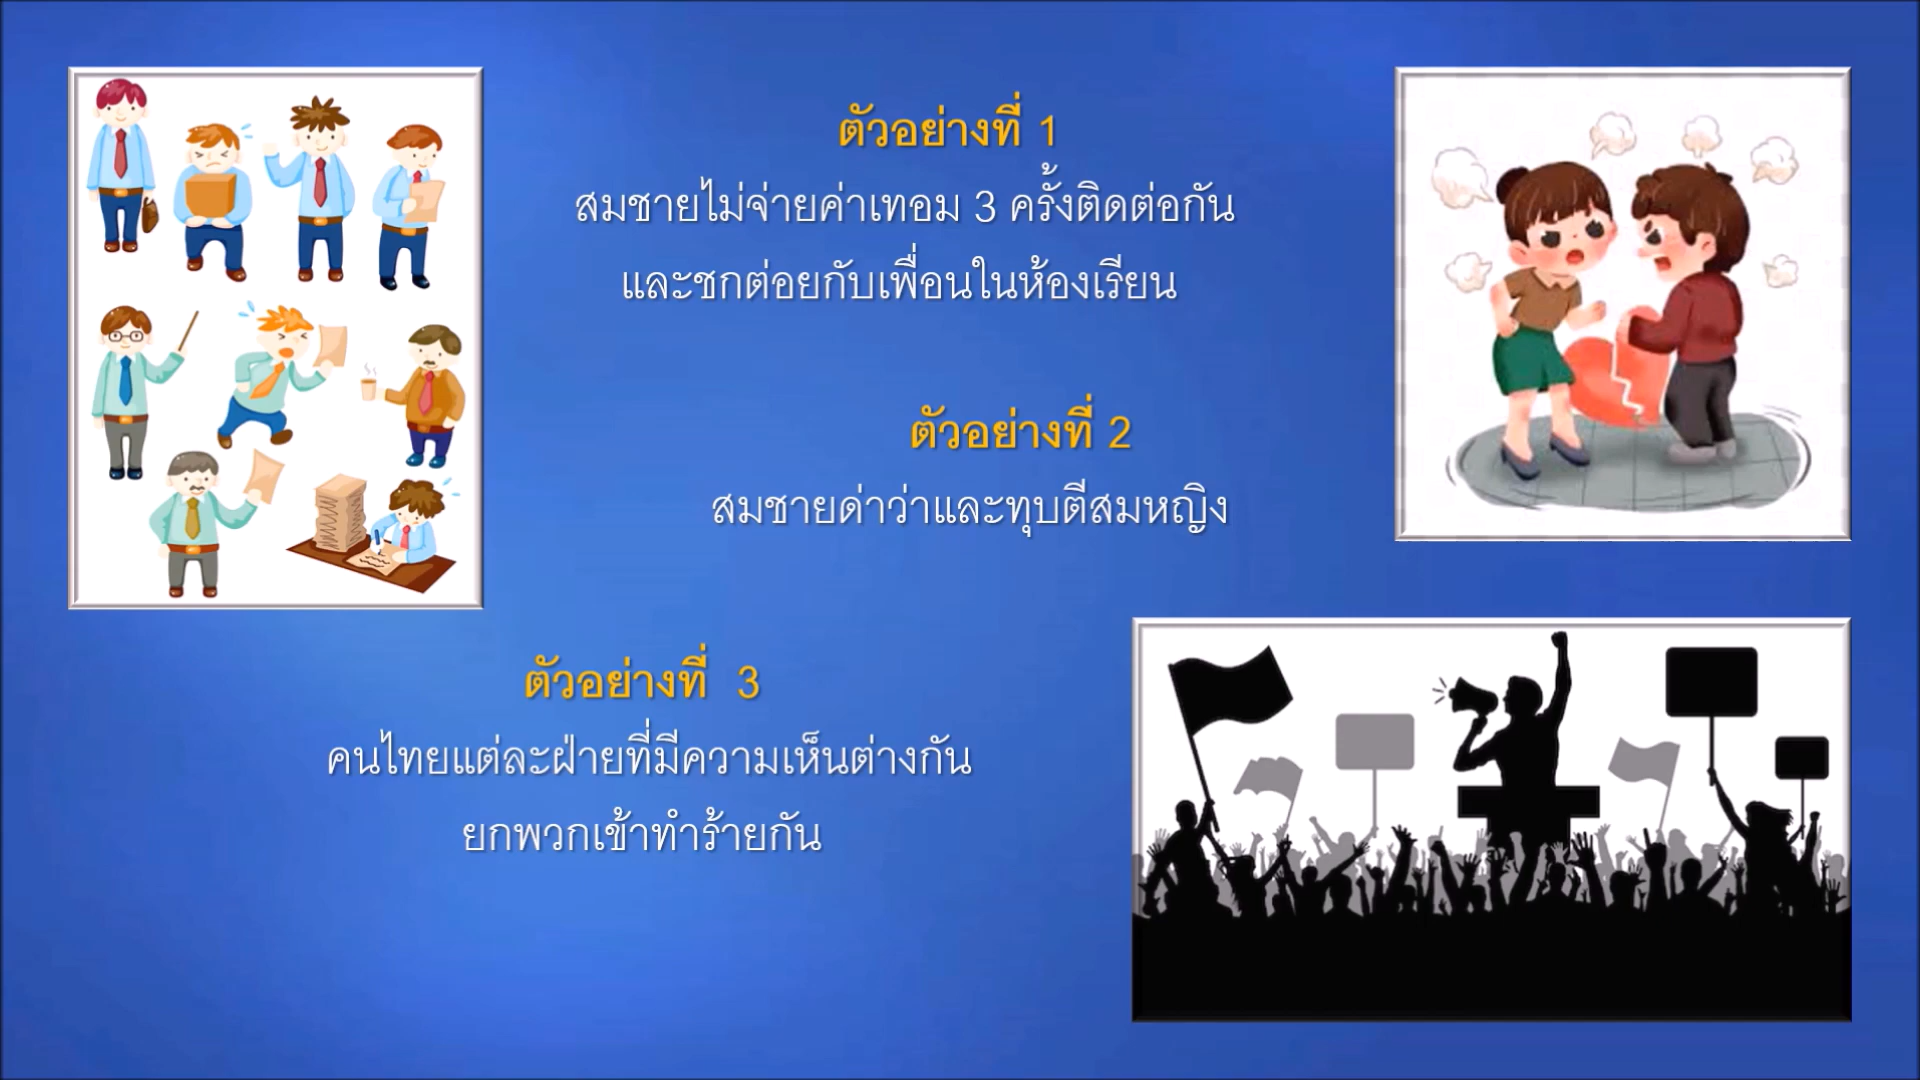 ตัวอย่างที่ 1
สมชายไม่จ่ายค่าเทอม 3 ครั้งติดต่อกัน
และชกต่อยกับเพื่อนในห้องเรียน
ตัวอย่างที่ 2
สมชายด่าว่าและทุบตีสมหญิง
ตัวอย่างที่ 3
คนไทยแต่ละฝ่ายที่มีความเห็นต่างกัน
ยกพวกเข้าทำร้ายกัน